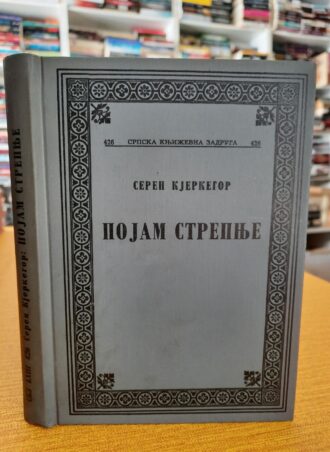 426 СРПСКА КЊИЖЕВНА ЗАДРУГА 426
СЕРЕН КЈЕРКЕГОР
ПОЈАМ СТРЕПЊЕ
Серен Кјеркегор: ПОЈАМ СТРЕПЊЕ